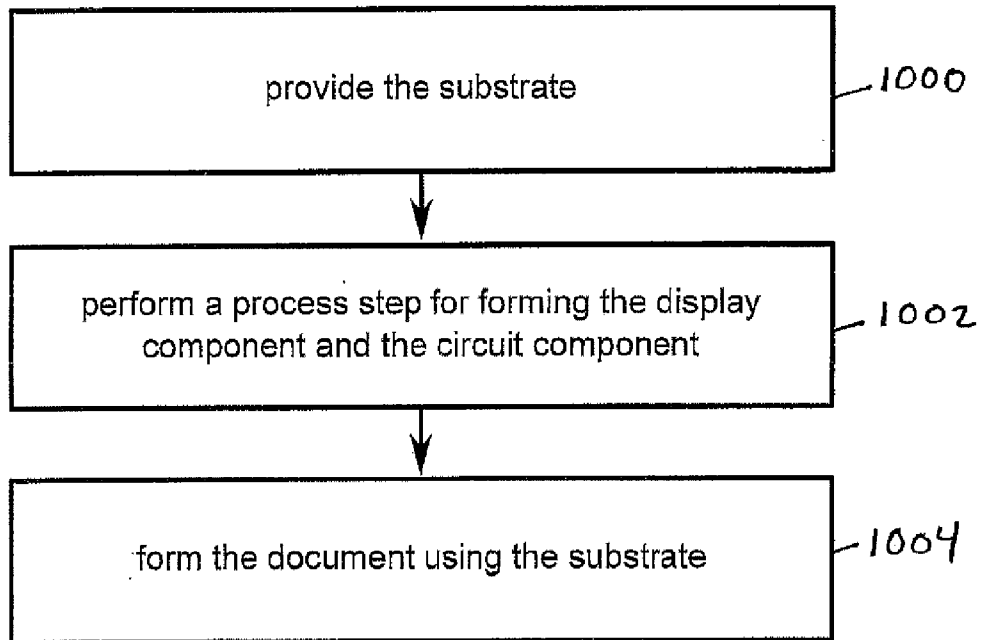 provide the substrate
1000
perform a process step for forming the display
component and the circuit component
1002
form the document using the substrate
1004